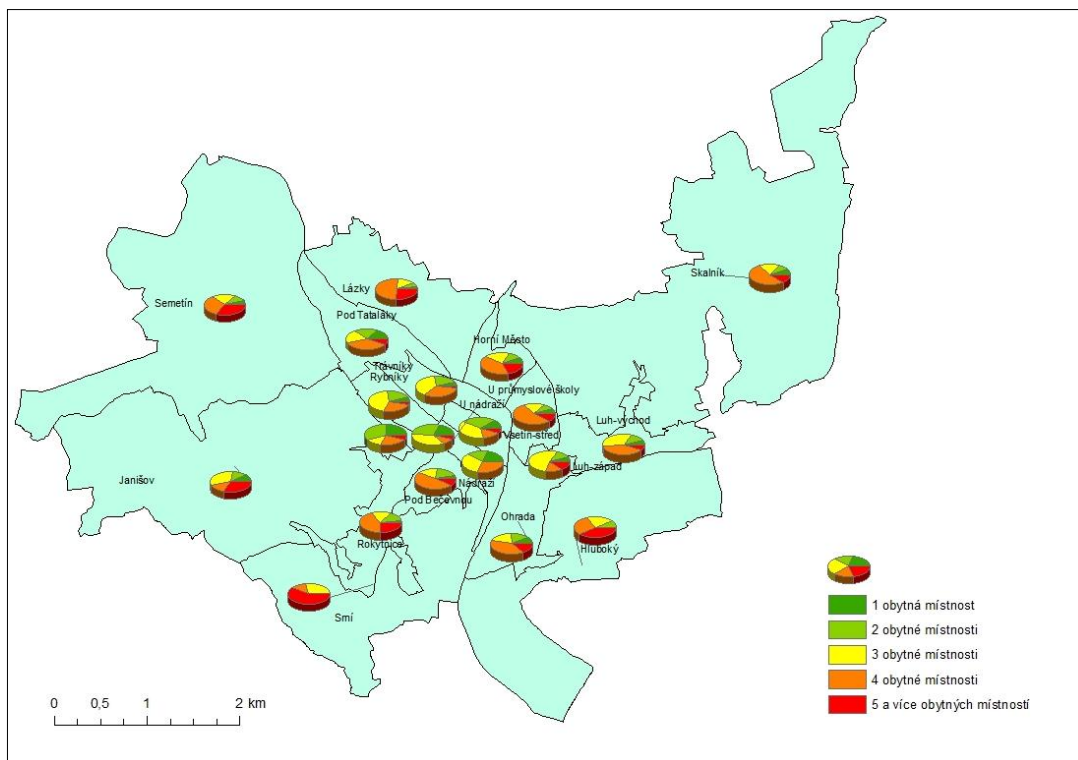 Skalník
Lázky
Semetín
Pod Tatalaky
Horní Město
Trávníky
Rybníky
U průmyslové školy
U nádraží
Luh-východ
Vsetín-střed
Luh-západ
Janišov
Nádraží
Pod Bečevnou
Ohrada
Rokytnice
Hluboký
Smí
1 obytná místnost
2 obytné místnosti
3 obytné místnosti
4 obytné místnosti
5 a více obytných místností
0 0,5 1 2 km